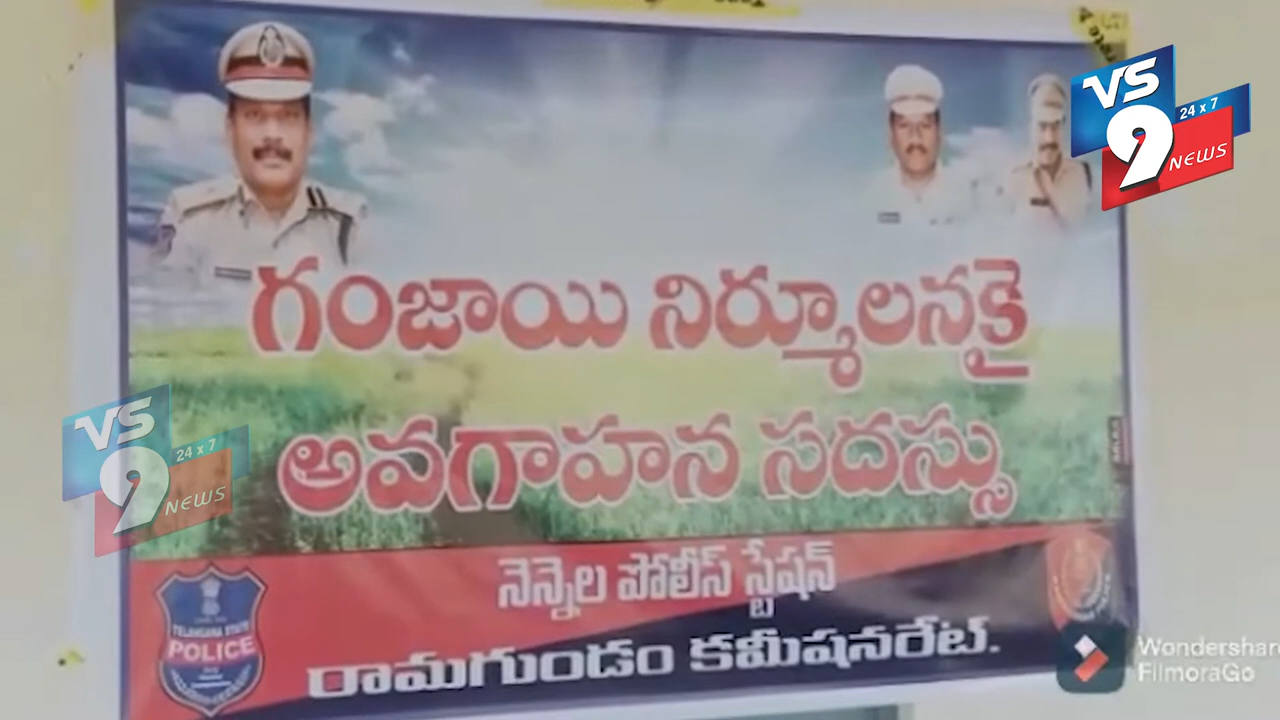 VS
24 x 7
9
NEWS
గంజాయి నిర్మూలనకై
అవగాహన సదస్సు
VS
24 x 7
9
NEWS
నెన్నెల పోలీస్ స్టేషన్
రామగుండం కమీషనరేట్.
TELANGANA STATE
POLICE
Wondershare
FilmoraGo